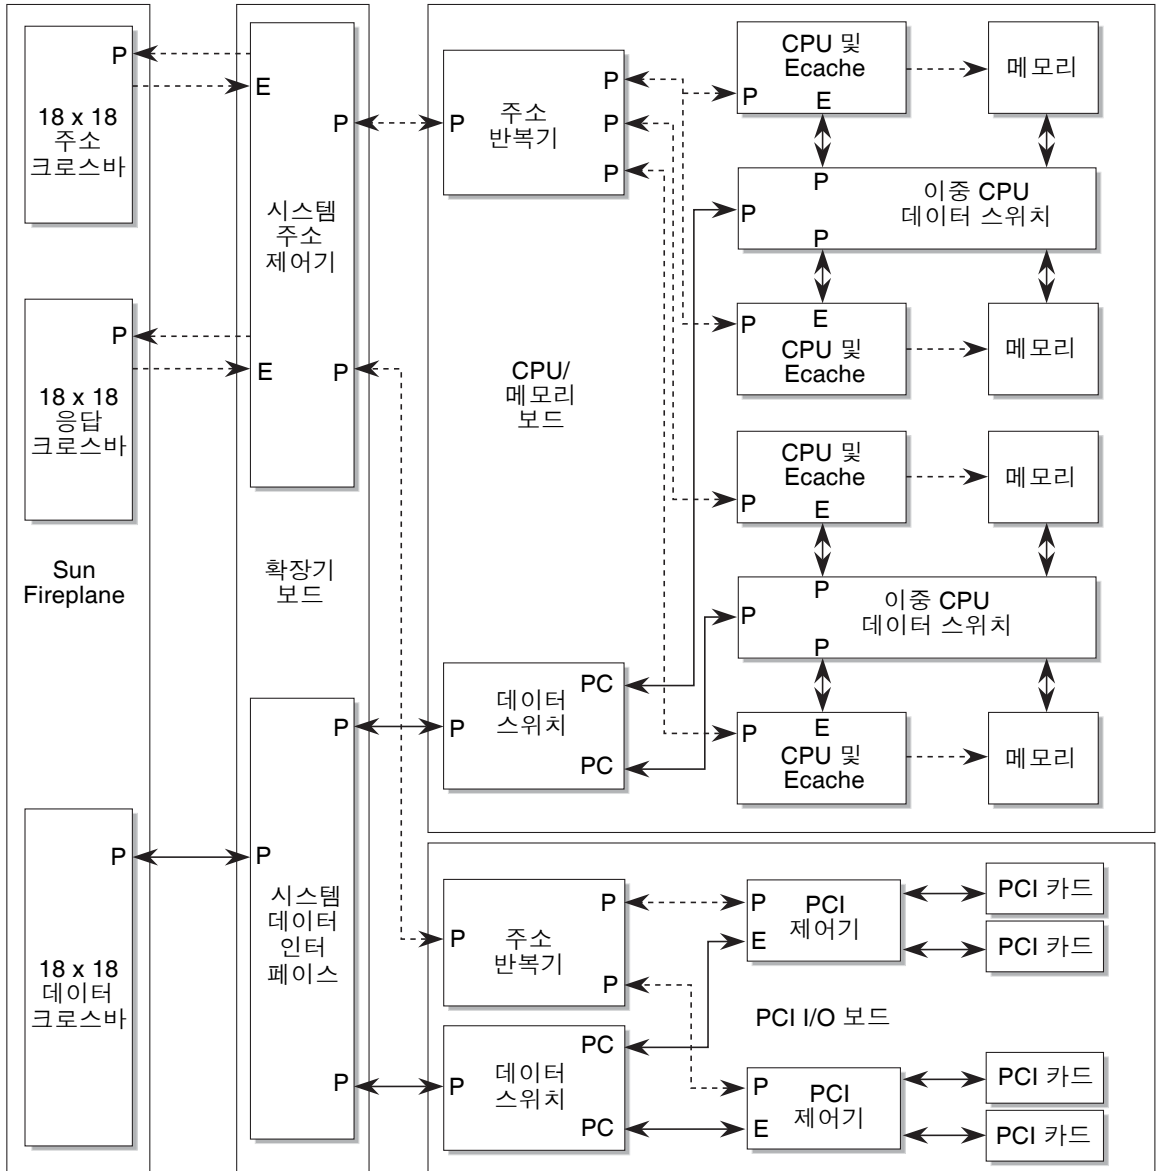 P
18 x 18
주소
크로스바
P
18 x 18
응답
크로스바
Sun
Fireplane
P
18 x 18
데이터
크로스바
E
P
시스템
주소
제어기
E
P
확장기
보드
P
P
시스템
데이터
인터
페이스
P
P
주소
반복기
P
P
P
CPU/
메모리
보드
P
데이터
스위치
PC
PC
CPU 및
Ecache
P
E
메모리
P
이중 CPU
데이터 스위치
P
P
P
E
CPU 및
Ecache
메모리
CPU 및
Ecache
P
E
메모리
P
이중 CPU
데이터 스위치
P
P
P
E
CPU 및
Ecache
메모리
P
주소
반복기
P
P
P
데이터
스위치
PC
PC
P
PCI
제어기
E
PCI 카드
PCI 카드
PCI I/O 보드
P
PCI
제어기
E
PCI 카드
PCI 카드